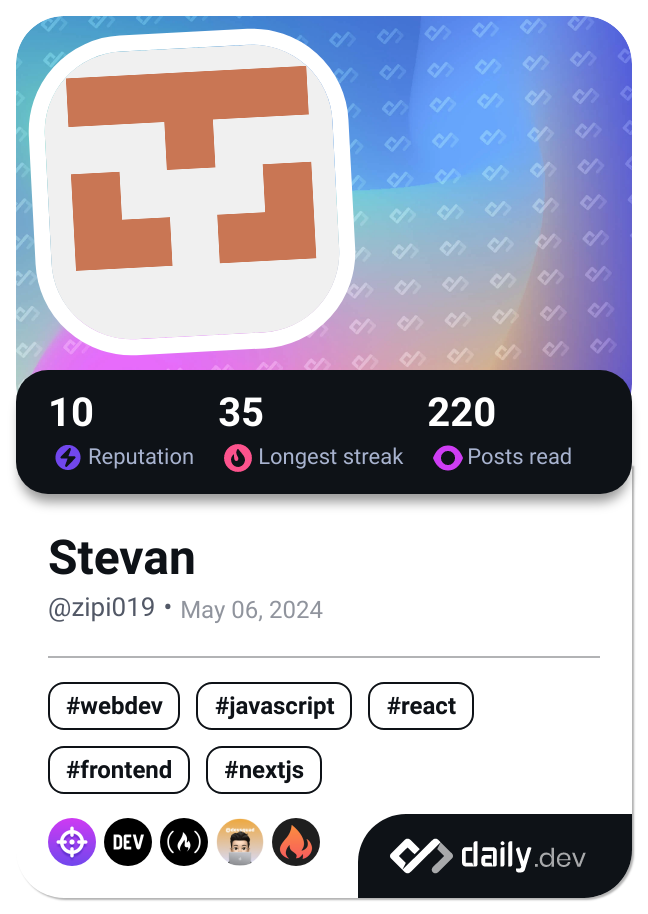 10 35 220
Reputation Longest streak Posts read
Stevan
@zipi019 • May 06, 2024
#webdev #javascript #react
#frontend #nextjs
DEV
daily.dev